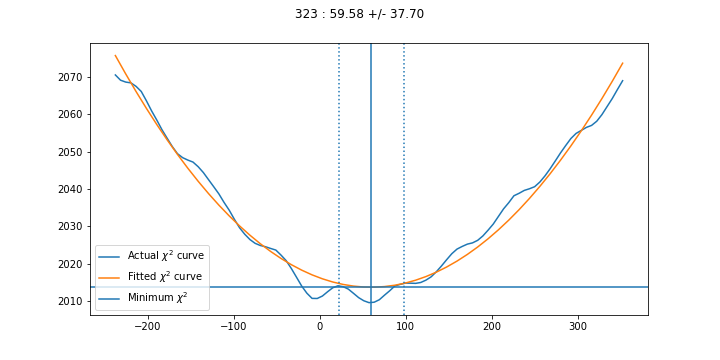 323 : 59.58 +/- 37.70
2070
2060
2050
2040
2030
2020
2010
Actual χ² curve
Fitted χ² curve
Minimum χ²
−200 −100 0 100 200 300